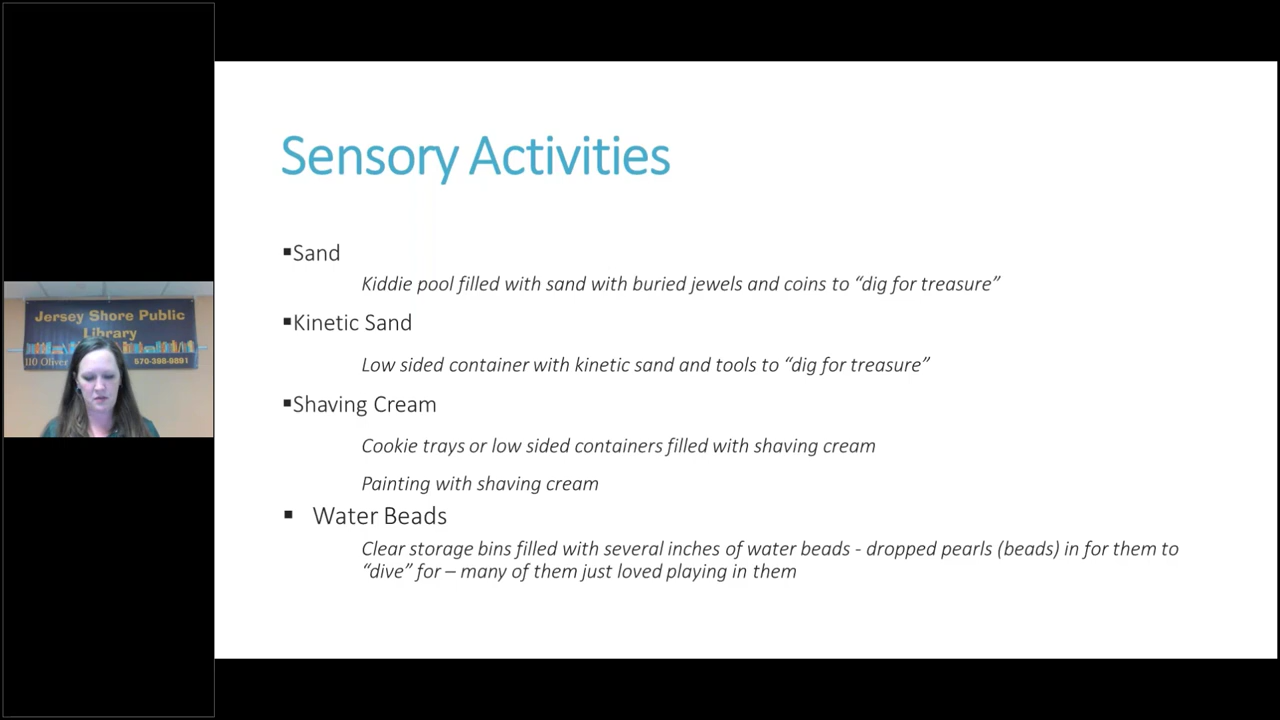 Sensory Activities
▪Sand
Kiddie pool filled with sand with buried jewels and coins to “dig for treasure”
▪Kinetic Sand
Low sided container with kinetic sand and tools to “dig for treasure”
▪Shaving Cream
Cookie trays or low sided containers filled with shaving cream
Painting with shaving cream
▪ Water Beads
Clear storage bins filled with several inches of water beads - dropped pearls (beads) in for them to
“dive” for – many of them just loved playing in them
Jersey Shore Public
Library
110 Oliver
570-398-9891